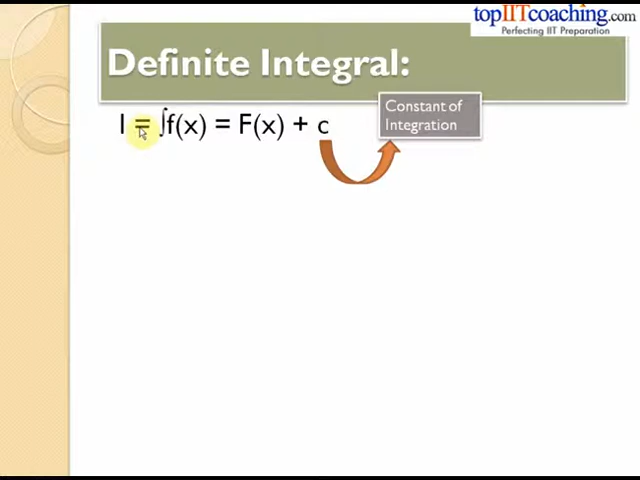 topIITcoaching.com
Perfecting IIT Preparation
Definite Integral:
I = ∫f(x) = F(x) + c
Constant of
Integration